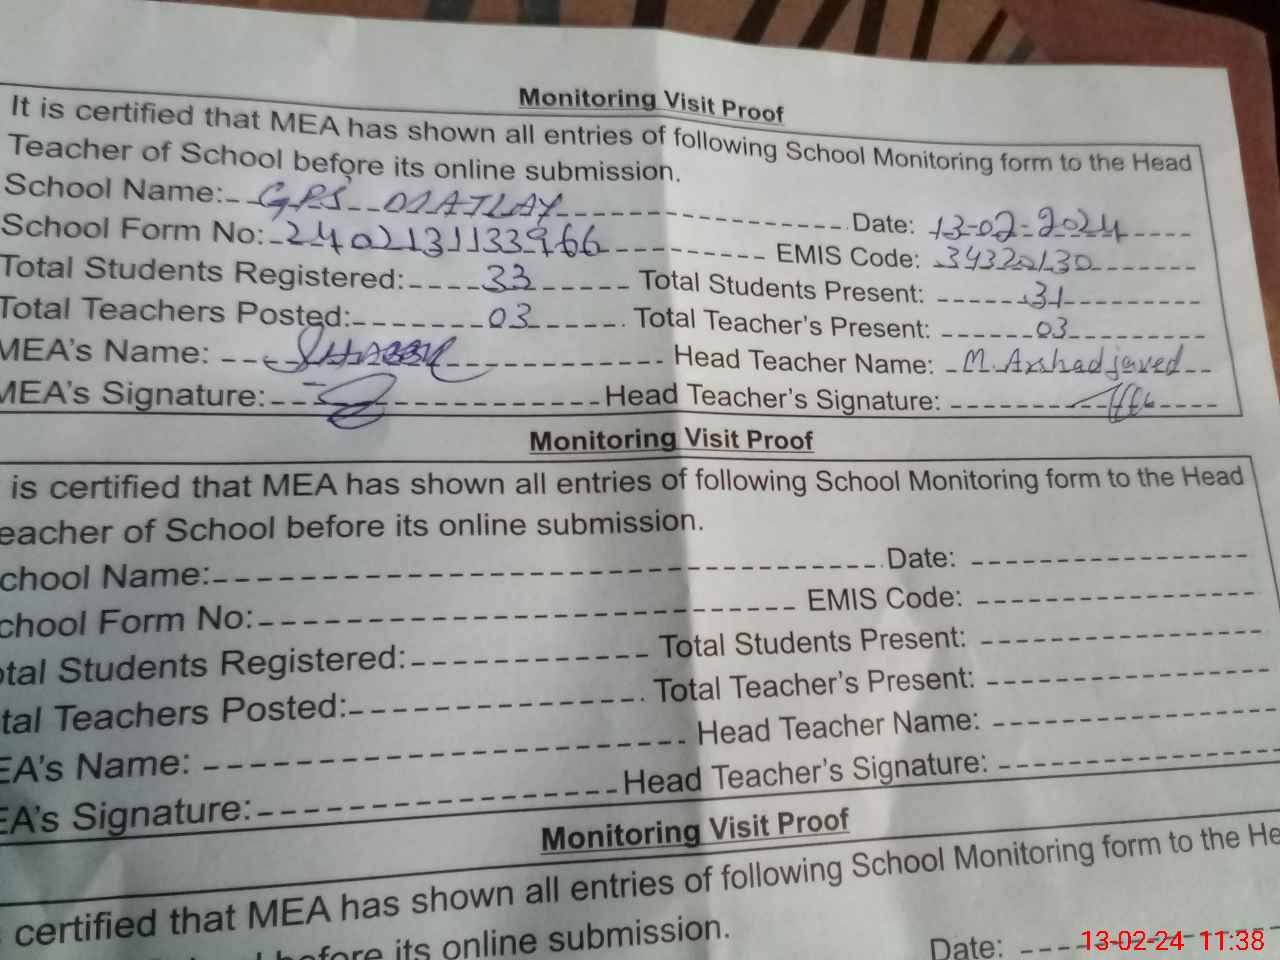 Monitoring Visit Proof
It is certified that MEA has shown all entries of following School Monitoring form to the Head
Teacher of School before its online submission.
School Name: GPS Date: 13-02-2024
School Form No: 2402131133966 EMIS Code: 34320130
Total Students Registered: 33 Total Students Present: 31
Total Teachers Posted: 03 Total Teacher's Present: 03
MEA's Name: SHABBIR Head Teacher Name: M. Arshad javed
MEA's Signature: Head Teacher's Signature:
Monitoring Visit Proof
is certified that MEA has shown all entries of following School Monitoring form to the Head
eacher of School before its online submission.
chool Name: Date:
chool Form No: EMIS Code:
otal Students Registered: Total Students Present:
tal Teachers Posted: Total Teacher's Present:
EA's Name: Head Teacher Name:
EA's Signature: Head Teacher's Signature:
Monitoring Visit Proof
certified that MEA has shown all entries of following School Monitoring form to the He
before its online submission.
Date:
13-02-24 11:38